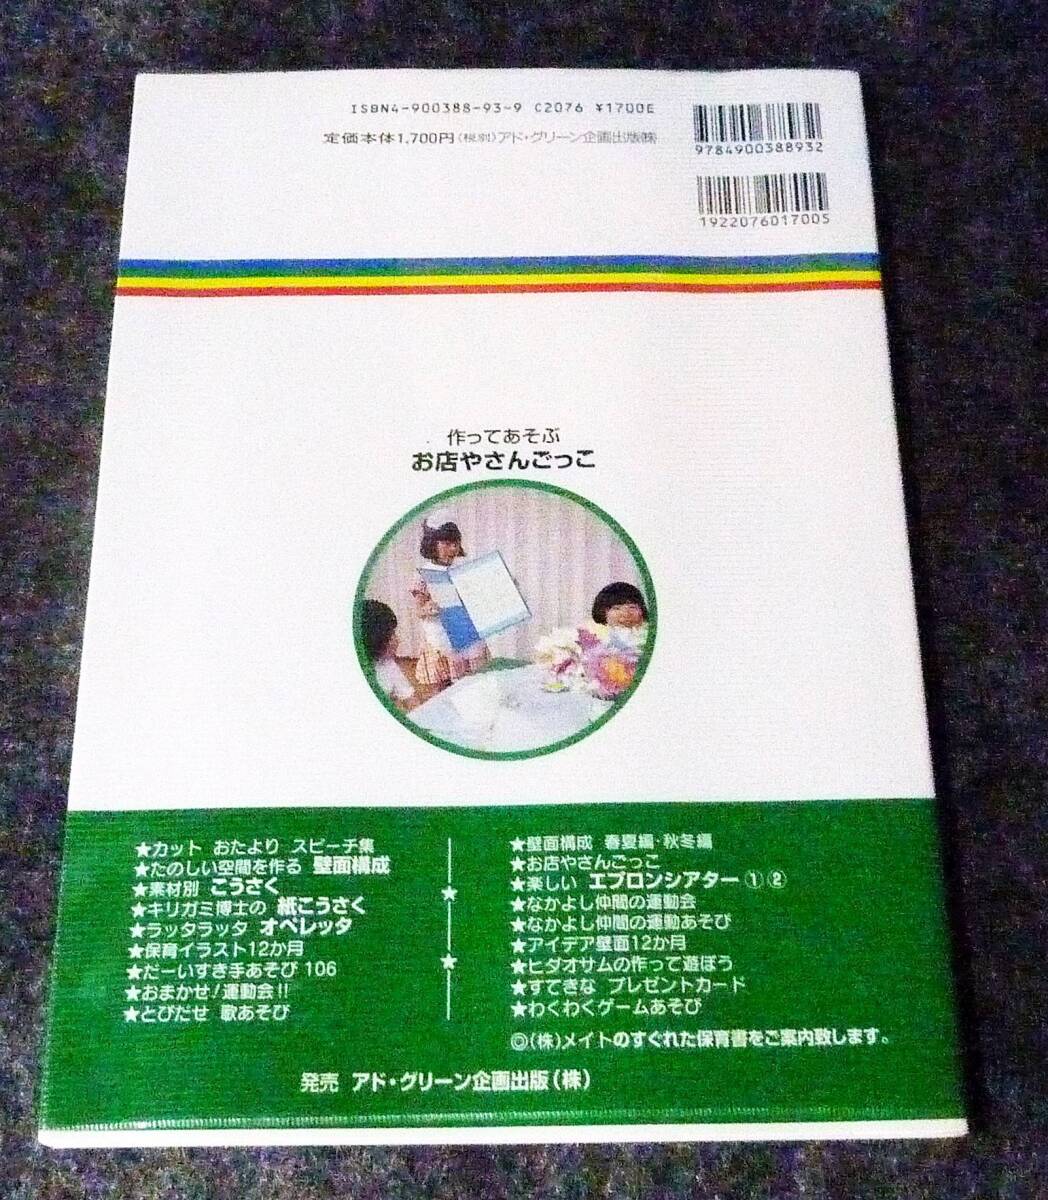 ISBN4-900388-93-9 C2076 ¥1700E
定価本体1,700円(税別)アド・グリーン企画出版㈱
9784900388932
1922076017005
作ってあそぶ
お店やさんごっこ
★カット おたより スピーチ集
★たのしい空間を作る 壁面構成
★素材別 こうさく
★キリガミ博士の 紙こうさく
★ラッタラッタ オペレッタ
★保育イラスト12か月
★だーいすき手あそび 106
★おまかせ!運動会!!
★とびだせ 歌あそび
★壁面構成 春夏編・秋冬編
★お店やさんごっこ
★楽しい エプロンシアター①②
★なかよし仲間の運動会
★なかよし仲間の運動あそび
★アイデア壁面12か月
★ヒダオサムの作って遊ぼう
★すてきな プレゼントカード
★わくわくゲームあそび
◎(株)メイトのすぐれた保育書をご案内致します。
発売 アド・グリーン企画出版(株)